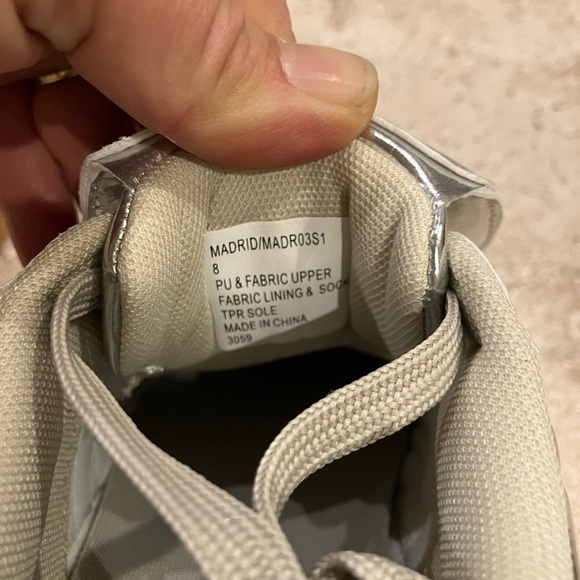 MADRID/MADR03S1
8
PU & FABRIC UPPER
FABRIC LINING & SOCK
TPR SOLE
MADE IN CHINA
3059